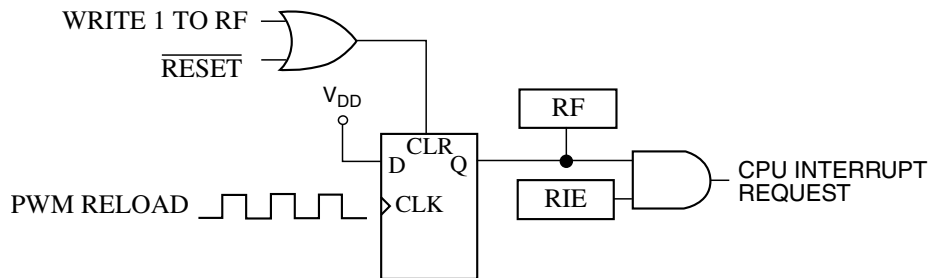 WRITE 1 TO RF
RESET
VDD
RF
CLR
D
Q
CPU INTERRUPT
REQUEST
RIE
PWM RELOAD
CLK